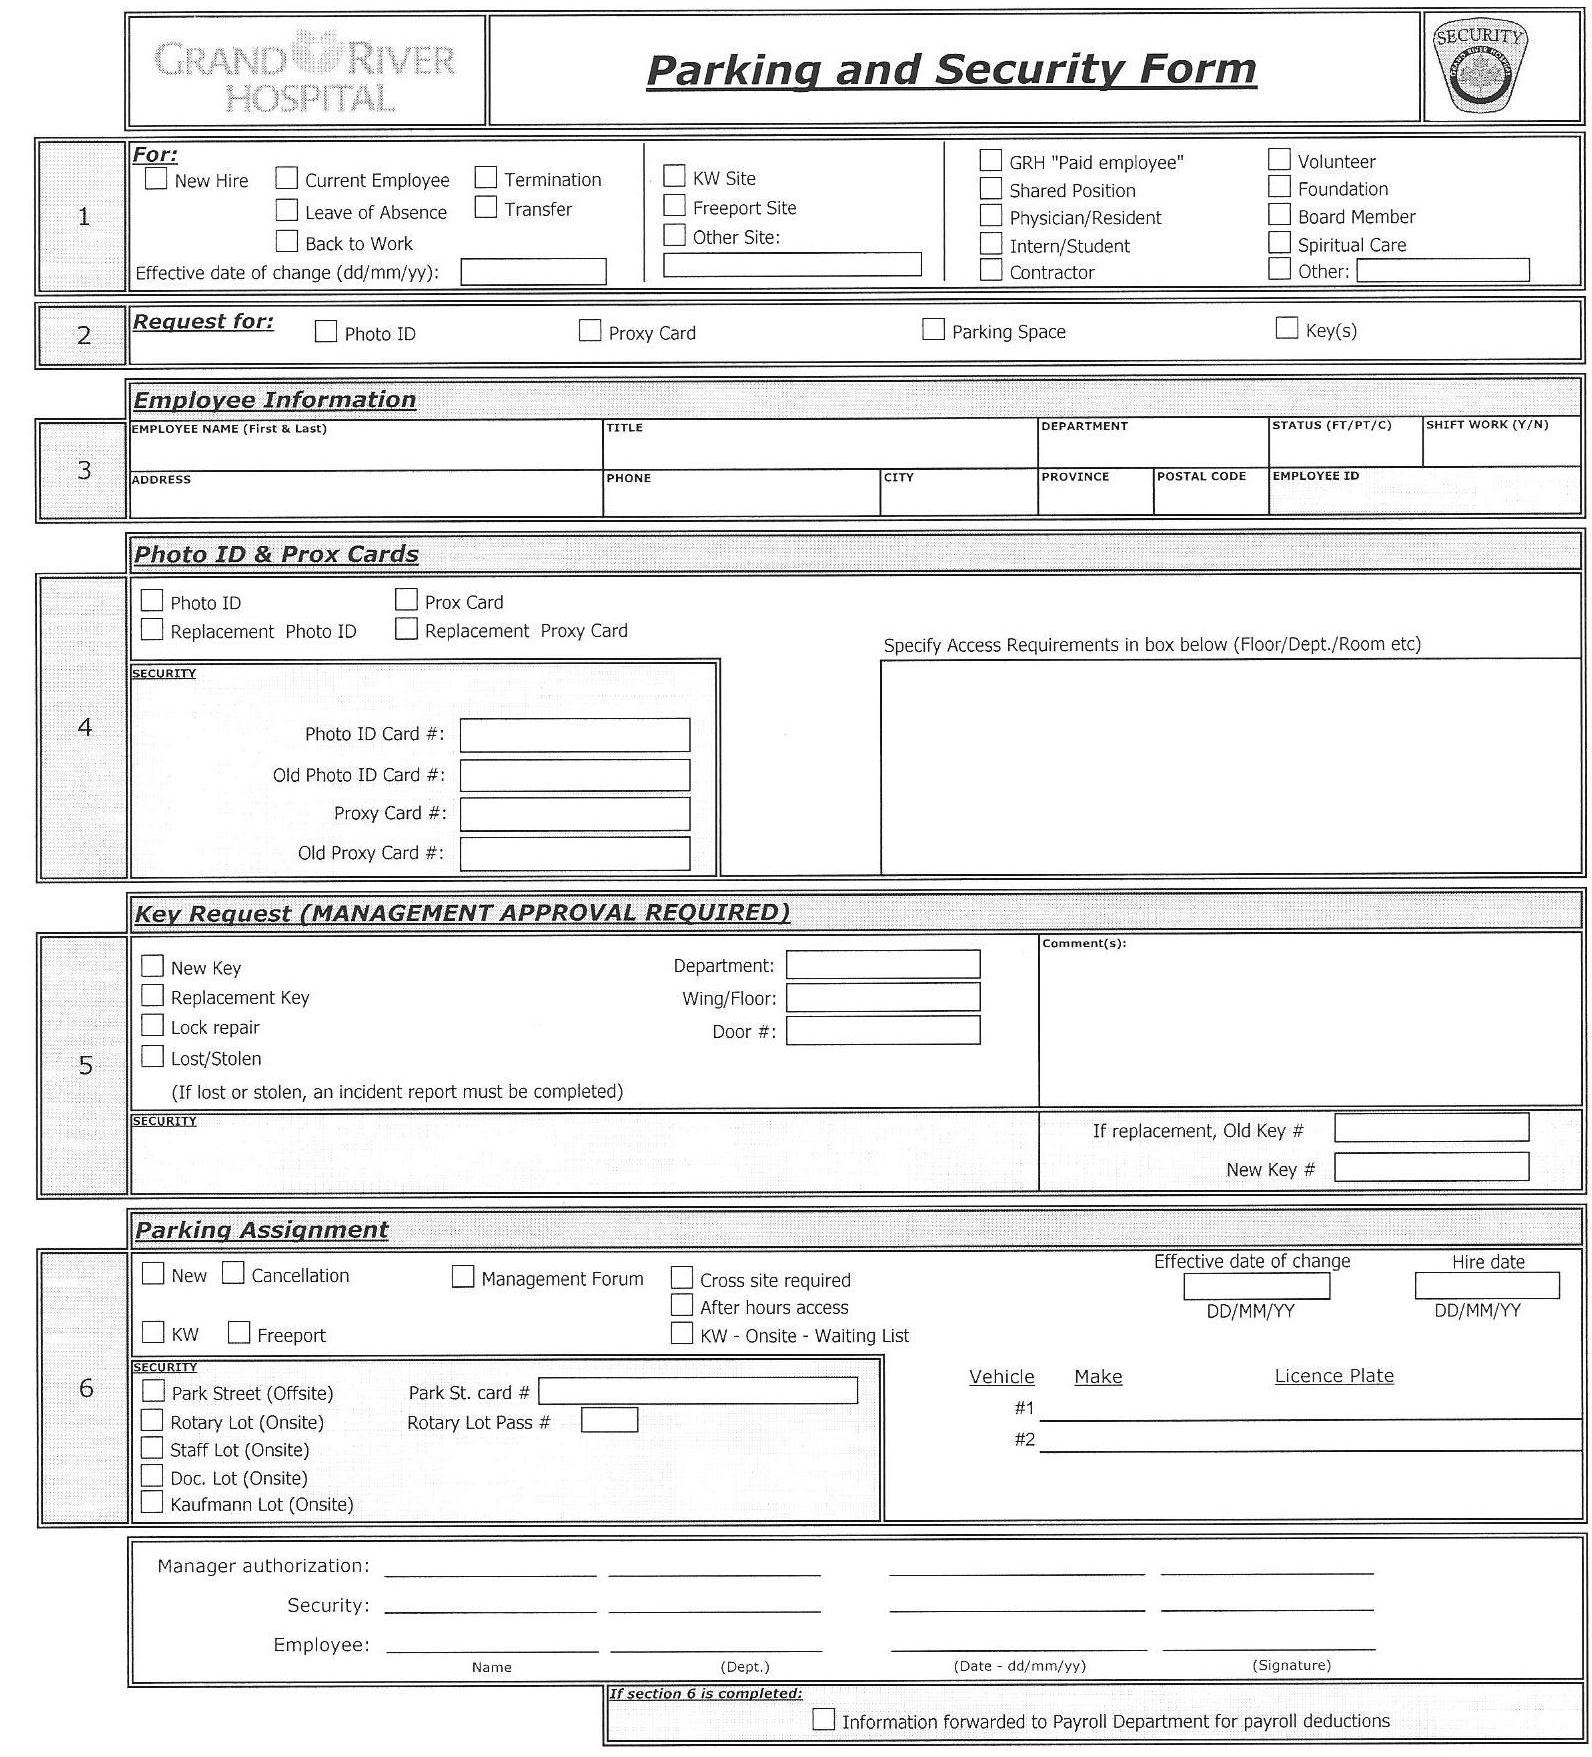 GRAND RIVER
HOSPITAL
Parking and Security Form
SECURITY
1
For:
New Hire Current Employee Termination
Leave of Absence Transfer
Back to Work
Effective date of change (dd/mm/yy):
KW Site
Freeport Site
Other Site:
GRH "Paid employee"
Shared Position
Physician/Resident
Intern/Student
Contractor
Volunteer
Foundation
Board Member
Spiritual Care
Other:
2
Request for: Photo ID Proxy Card Parking Space Key(s)
Employee Information
3
EMPLOYEE NAME (First & Last) TITLE DEPARTMENT STATUS (FT/PT/C) SHIFT WORK (Y/N)
ADDRESS PHONE CITY PROVINCE POSTAL CODE EMPLOYEE ID
Photo ID & Prox Cards
4
Photo ID Prox Card
Replacement Photo ID Replacement Proxy Card
Specify Access Requirements in box below (Floor/Dept./Room etc)
SECURITY
Photo ID Card #:
Old Photo ID Card #:
Proxy Card #:
Old Proxy Card #:
Key Request (MANAGEMENT APPROVAL REQUIRED)
5
New Key
Replacement Key
Lock repair
Lost/Stolen
(If lost or stolen, an incident report must be completed)
Department:
Wing/Floor:
Door #:
Comment(s):
SECURITY
If replacement, Old Key #
New Key #
Parking Assignment
6
New Cancellation Management Forum Cross site required
After hours access
KW Freeport KW - Onsite - Waiting List
Effective date of change Hire date
DD/MM/YY DD/MM/YY
SECURITY
Park Street (Offsite) Park St. card #
Rotary Lot (Onsite) Rotary Lot Pass #
Staff Lot (Onsite)
Doc. Lot (Onsite)
Kaufmann Lot (Onsite)
Vehicle Make Licence Plate
#1
#2
Manager authorization:
Security:
Employee:
Name (Dept.) (Date - dd/mm/yy) (Signature)
If section 6 is completed:
Information forwarded to Payroll Department for payroll deductions